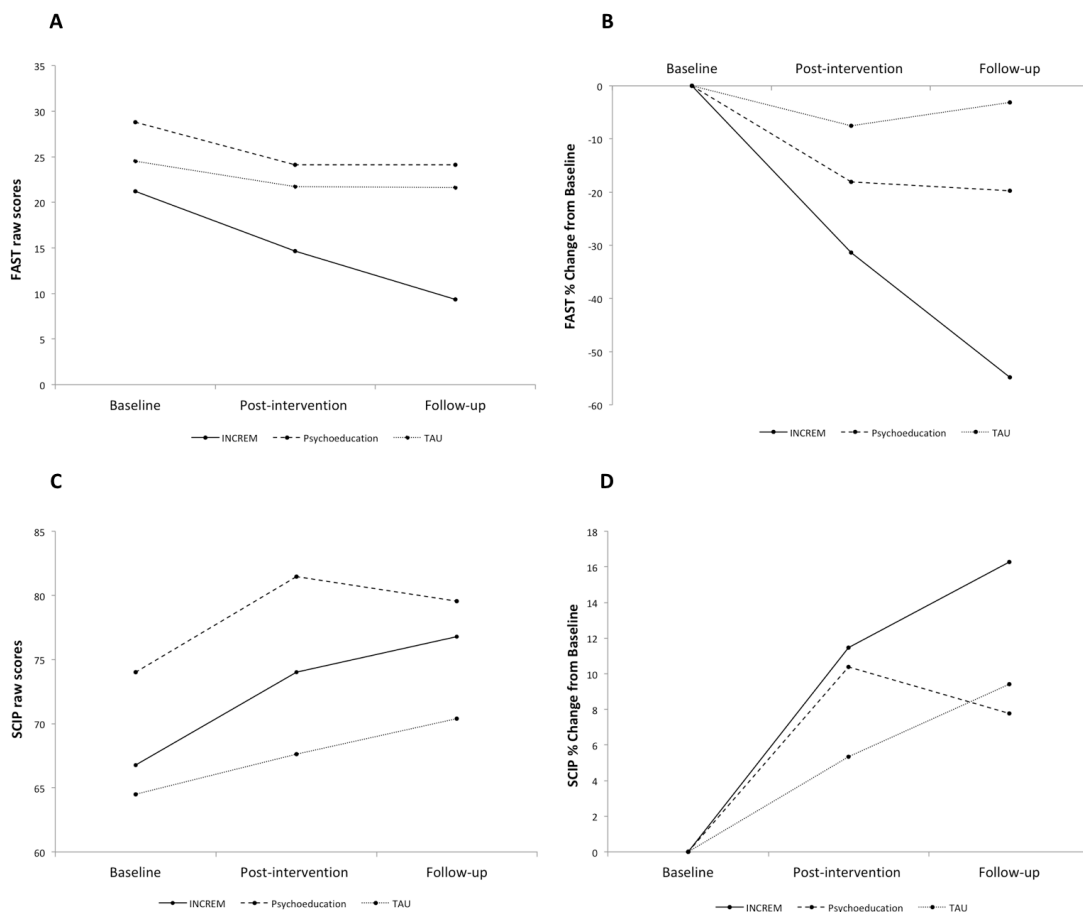 A
FAST raw scores
35
30
25
20
15
10
5
0
Baseline Post-intervention Follow-up
INCREM Psychoeducation TAU
B
Baseline Post-intervention Follow-up
FAST % Change from Baseline
0
-10
-20
-30
-40
-50
-60
INCREM Psychoeducation TAU
C
SCIP raw scores
85
80
75
70
65
60
Baseline Post-intervention Follow-up
INCREM Psychoeducation TAU
D
SCIP % Change from Baseline
18
16
14
12
10
8
6
4
2
0
Baseline Post-intervention Follow-up
INCREM Psychoeducation TAU